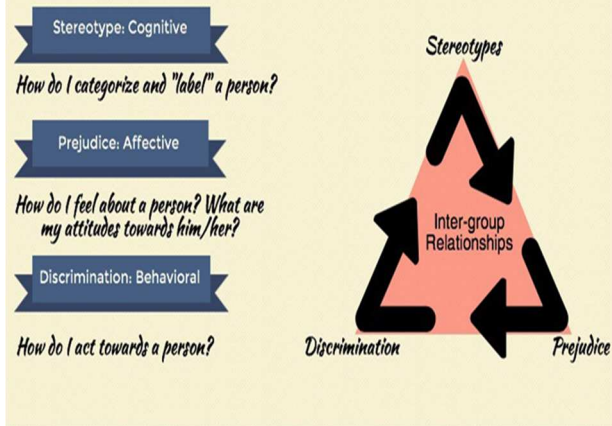 Stereotype: Cognitive
How do I categorize and "label" a person?
Prejudice: Affective
How do I feel about a person? What are
my attitudes towards him/her?
Discrimination: Behavioral
How do I act towards a person?
Stereotypes
Inter-group
Relationships
Discrimination
Prejudice